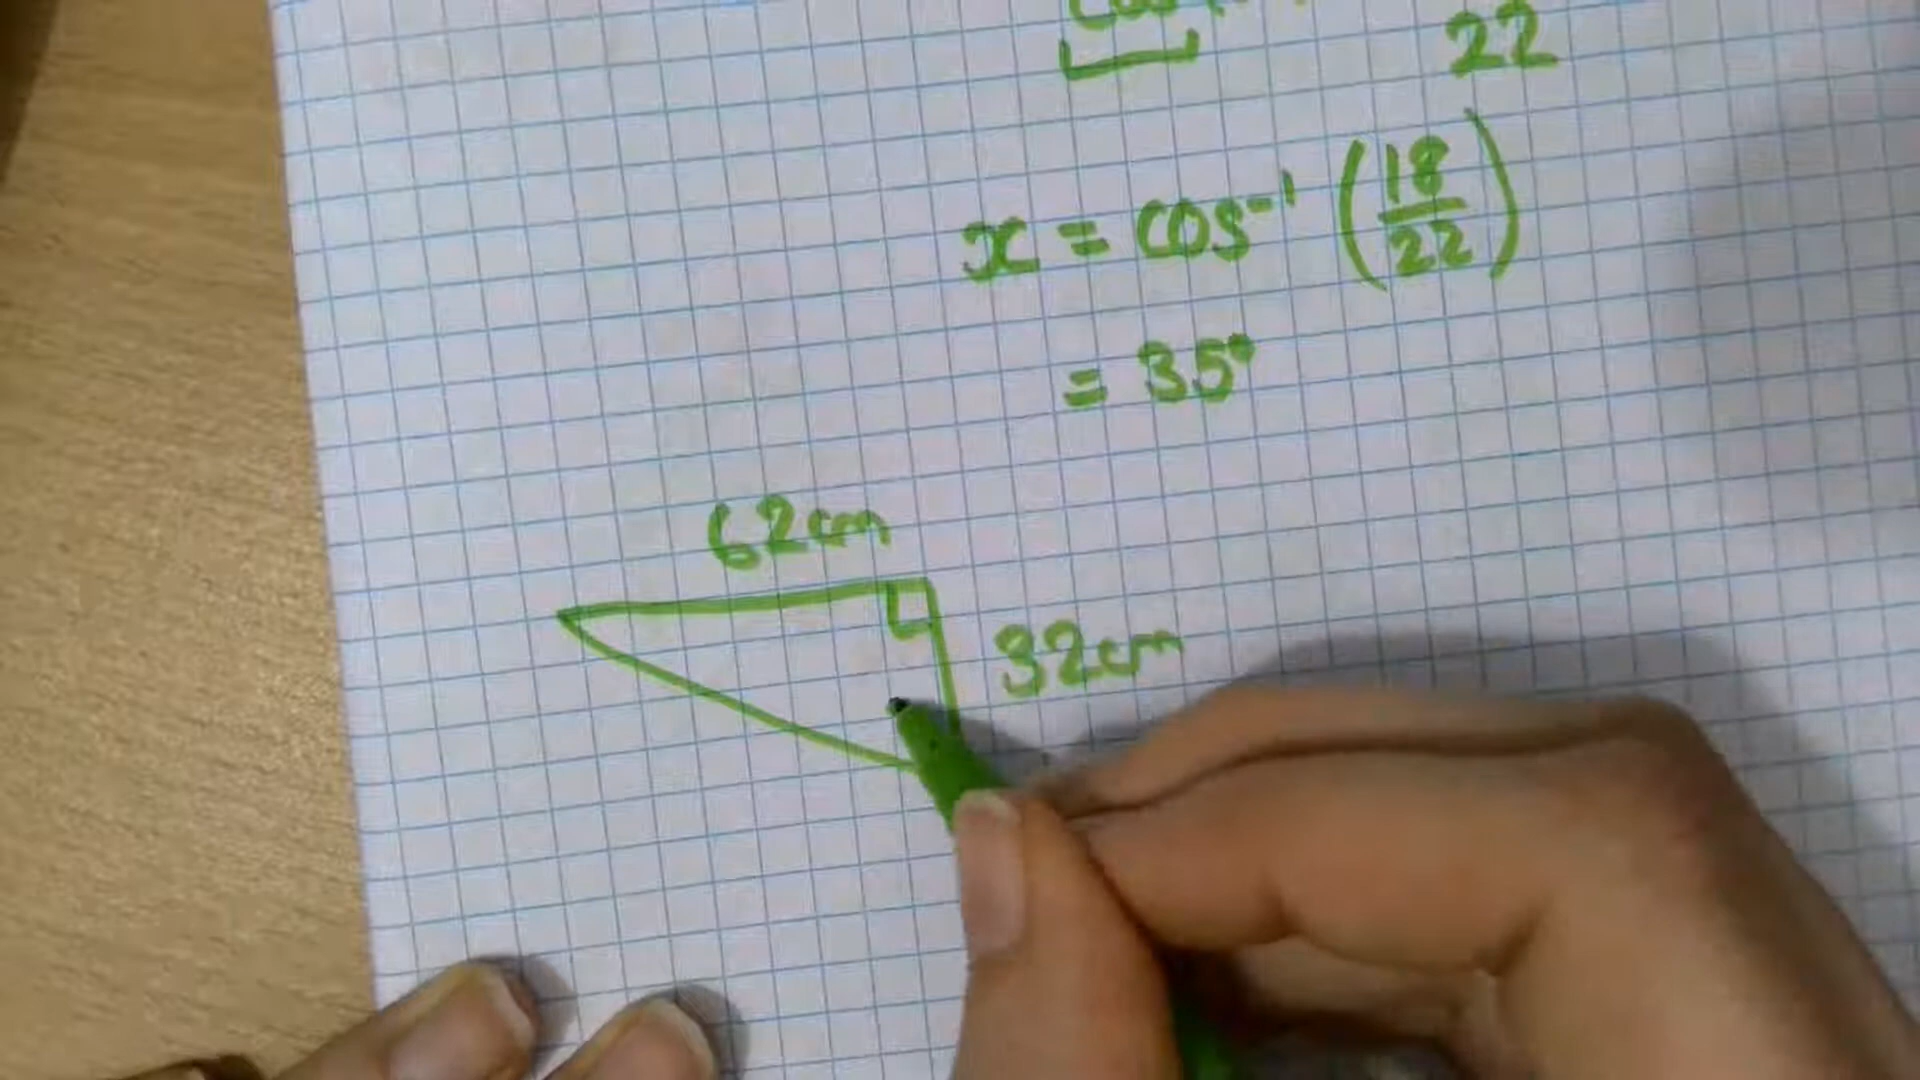 22
x = cos⁻¹ (18/22)
= 35°
62cm
32cm